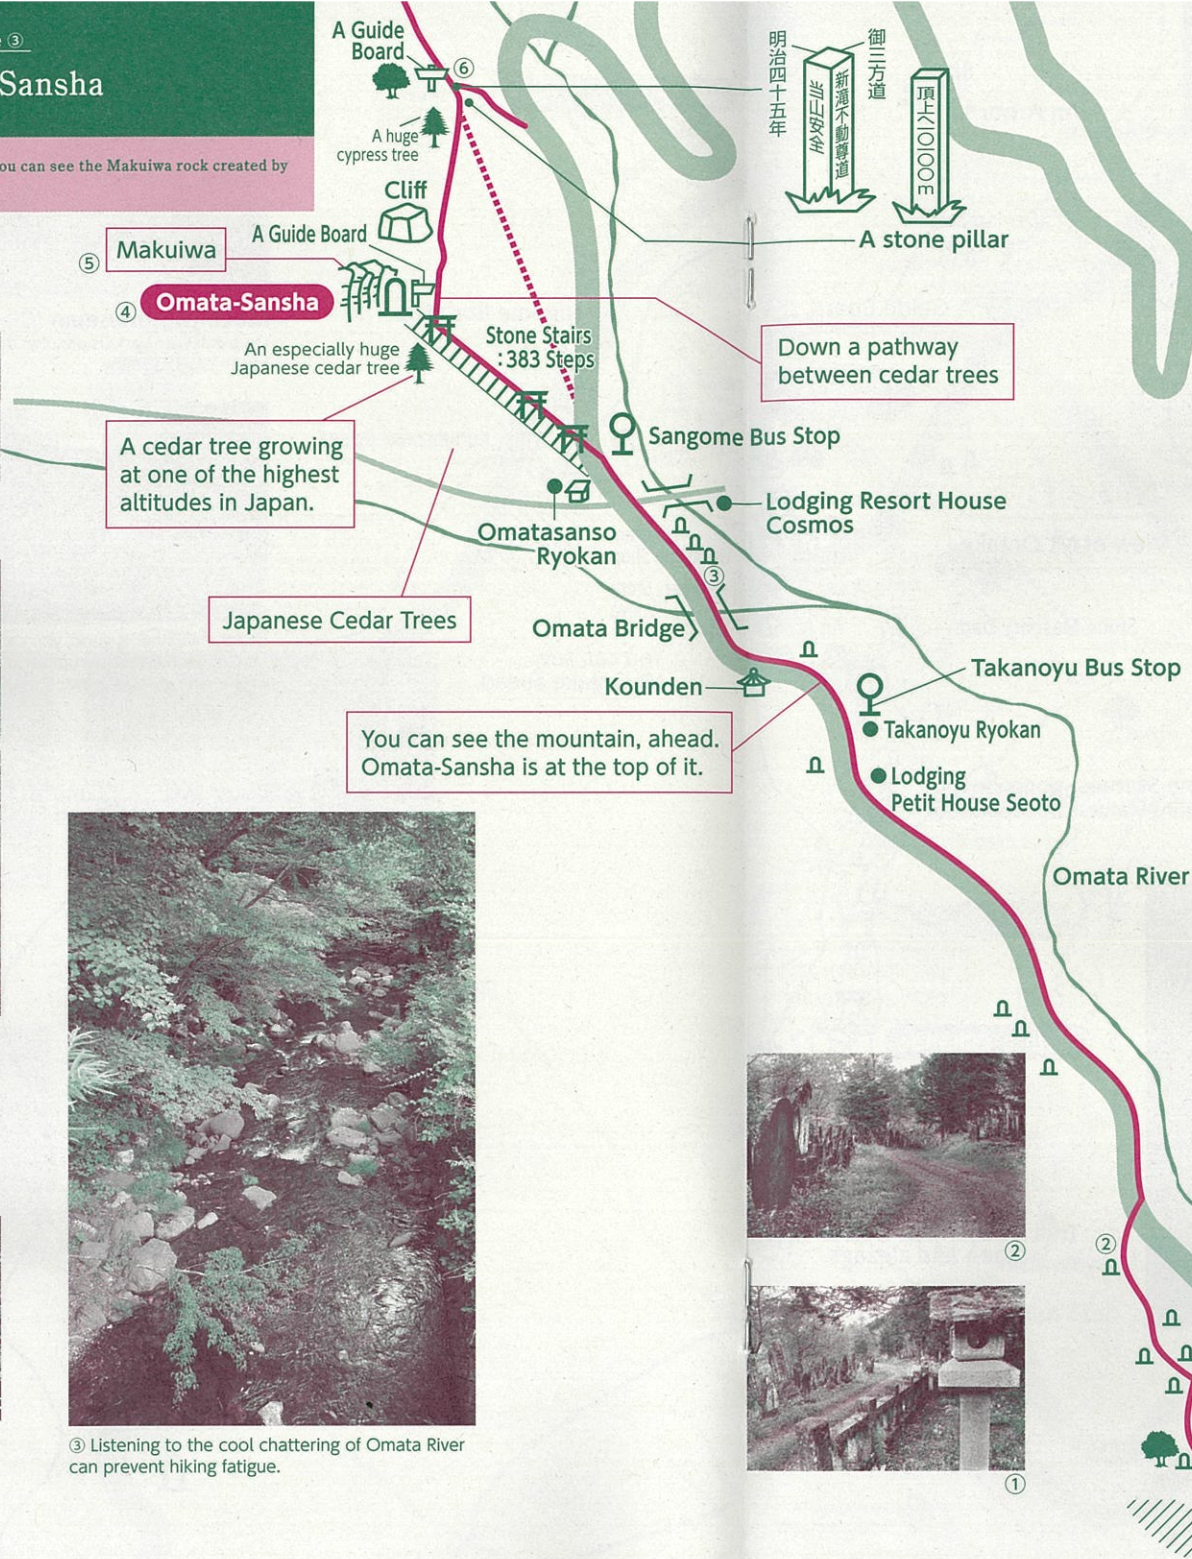 ③
Sansha
ou can see the Makuiwa rock created by
A Guide
Board
⑥
A huge
cypress tree
Cliff
A Guide Board
⑤
Makuiwa
④
Omata-Sansha
An especially huge
Japanese cedar tree
Stone Stairs
:383 Steps
明治四十五年
当山安全
新滝不動尊道
御三方道
頂上へ一〇一〇〇m
A stone pillar
Down a pathway
between cedar trees
A cedar tree growing
at one of the highest
altitudes in Japan.
Sangome Bus Stop
Lodging Resort House
Cosmos
Omatasanso
Ryokan
③
Japanese Cedar Trees
Omata Bridge
Kounden
Takanoyu Bus Stop
Takanoyu Ryokan
You can see the mountain, ahead.
Omata-Sansha is at the top of it.
Lodging
Petit House Seoto
Omata River
②
②
①
③ Listening to the cool chattering of Omata River
can prevent hiking fatigue.